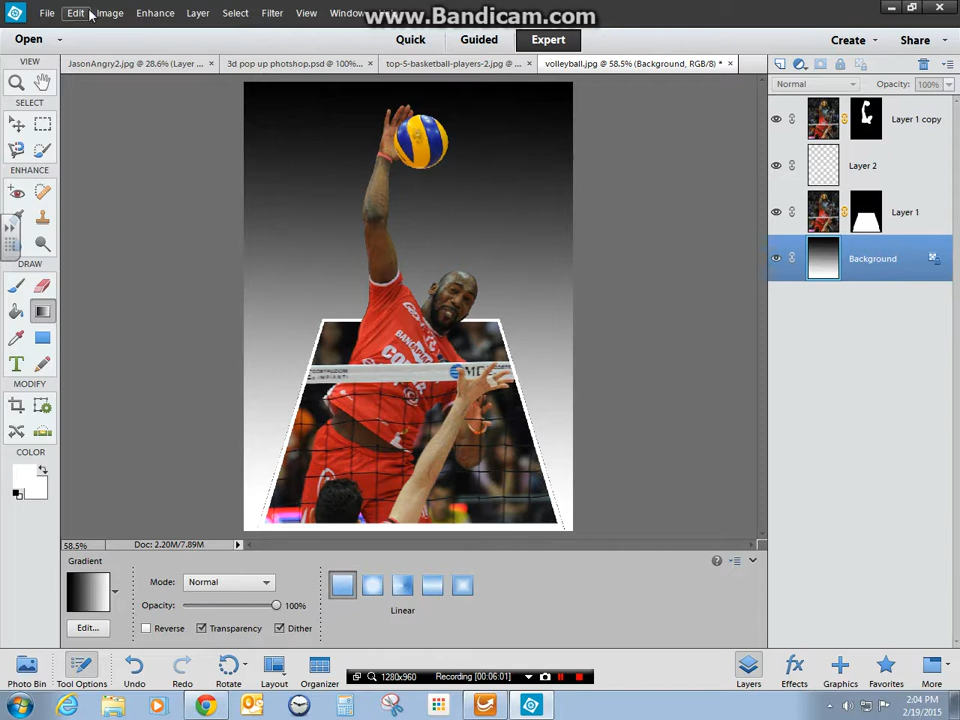 www.Bandicam.com
File Edit Image Enhance Layer Select Filter View Window
Open Quick Guided Expert Create Share
VIEW
JasonAngry2.jpg @ 28.6% (Layer ... × 3d pop up photshop.psd @ 100%... × top-5-basketball-players-2.jpg @ ... × volleyball.jpg @ 58.5% (Background, RGB/8) * ×
Normal Opacity: 100%
SELECT
Layer 1 copy
Layer 2
ENHANCE
Layer 1
Background
DRAW
MODIFY
COLOR
58.5% Doc: 2.20M/7.89M
Gradient
Mode: Normal
Opacity: 100%
Linear
Edit... Reverse Transparency Dither
Photo Bin Tool Options Undo Redo Rotate Layout Organizer
1280x960 Recording [00:06:01]
Layers Effects Graphics Favorites More
2:04 PM
2/19/2015